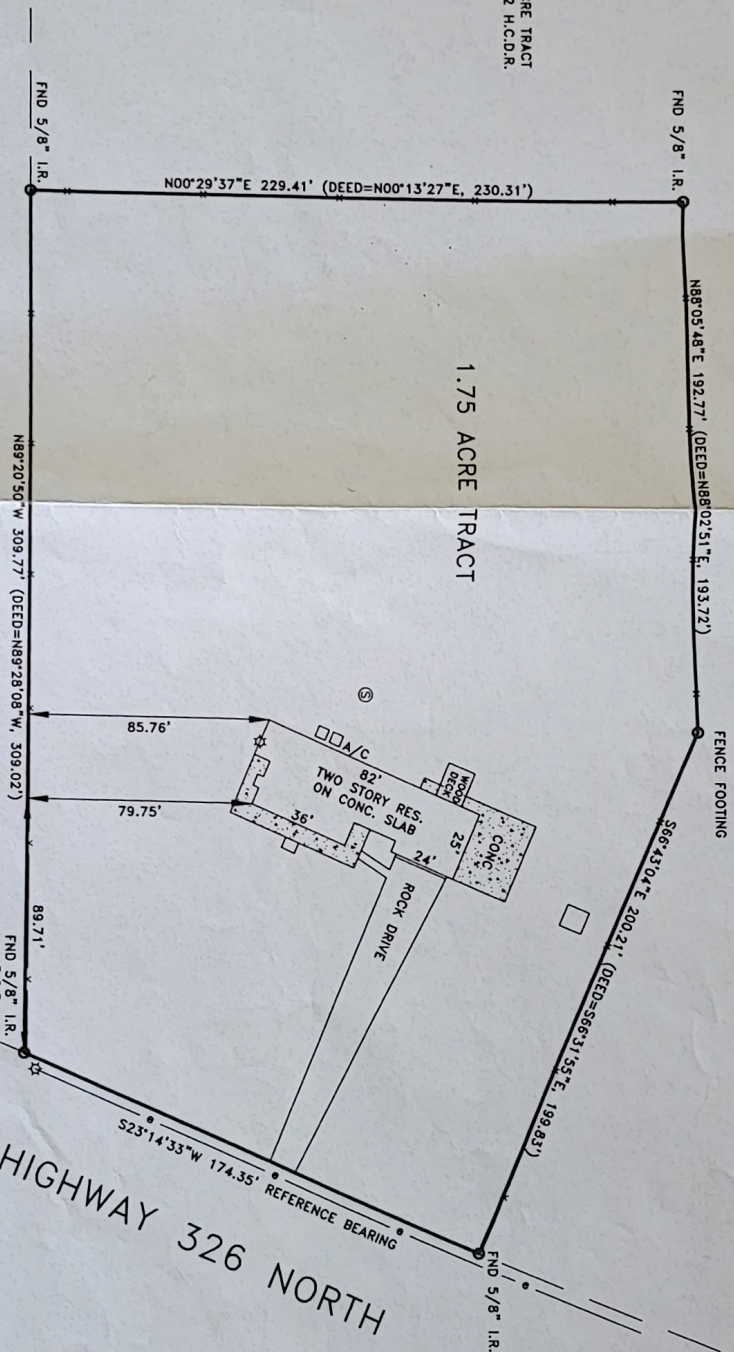 RE TRACT
2 H.C.D.R.
FND 5/8" I.R.
FND 5/8" I.R.
N00°29'37"E 229.41' (DEED=N00°13'27"E, 230.31')
N88°05'48"E 192.77' (DEED=N88°02'51"E, 193.72')
1.75 ACRE TRACT
FENCE FOOTING
S66°43'04"E 200.21' (DEED=S66°31'55"E, 199.83')
N89°20'50"W 309.77' (DEED=N89°28'08"W, 309.02')
85.76'
79.75'
89.71'
S
A/C
82'
TWO STORY RES.
ON CONC. SLAB
WOOD
DECK
CONC
25'
36'
24'
ROCK DRIVE
FND 5/8" I.R.
FND 5/8" I.R.
S23°14'33"W 174.35' REFERENCE BEARING
HIGHWAY 326 NORTH